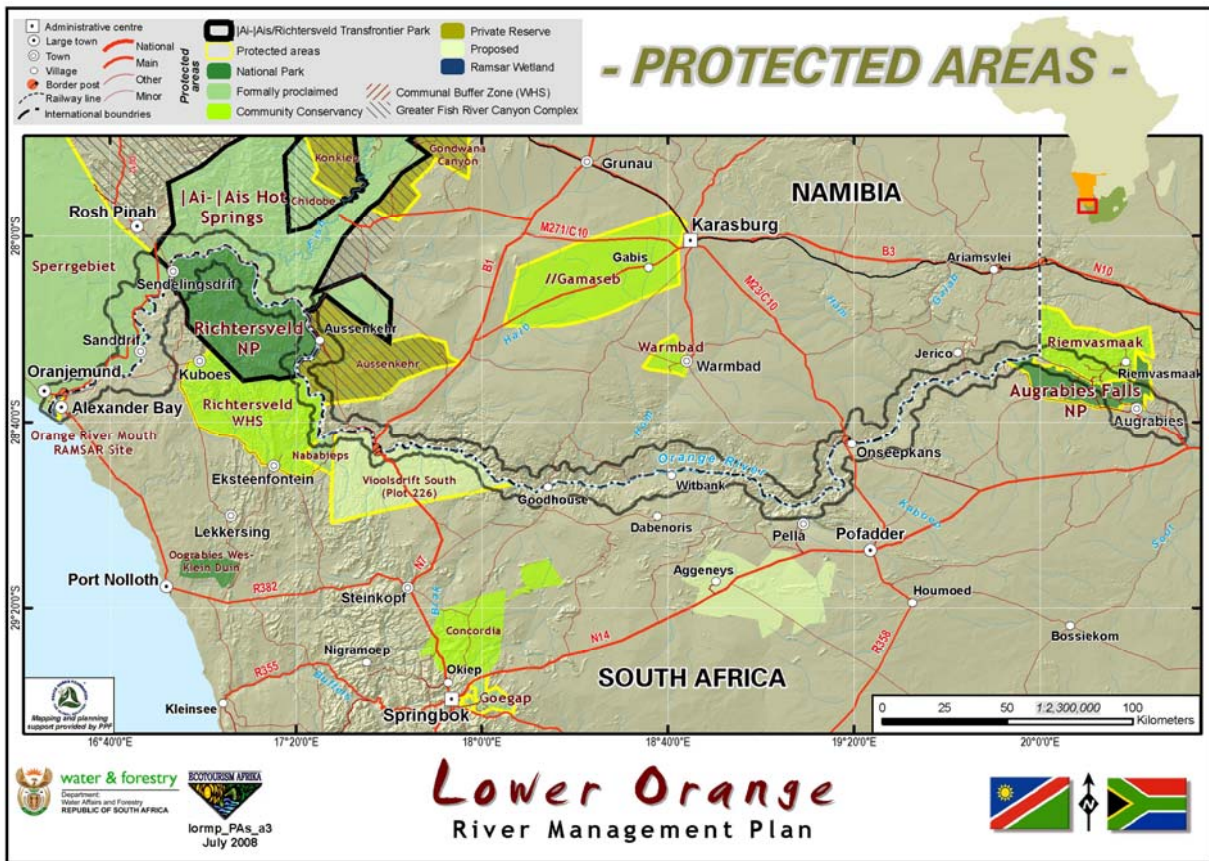 Administrative centre
Large town
Town
Village
Border post
Railway line
International boundries
National
Main
Other
Minor
Protected areas
|Ai-|Ais/Richtersveld Transfrontier Park
Protected areas
National Park
Formally proclaimed
Community Conservancy
Private Reserve
Proposed
Ramsar Wetland
Communal Buffer Zone (WHS)
Greater Fish River Canyon Complex
- PROTECTED AREAS -
Konkiep
Gondwana
Canyon
Grunau
NAMIBIA
|Ai-|Ais Hot
Springs
Chidobe
Rosh Pinah
Karasburg
M271/C10
28°0'0"S
B1
Gabis
B3
Ariamsvlei
N10
Sperrgebiet
Sendelingsdrif
//Gamaseb
M23/C10
Ham
Galab
Richtersveld
NP
Aussenkehr
Haib
Sanddrif
Aussenkehr
Warmbad
Warmbad
Jerico
Riemvasmaak
Riemvasmaak
Oranjemund
Kuboes
Alexander Bay
Richtersveld
WHS
Augrabies Falls
NP
Augrabies
28°40'0"S
Orange River Mouth
RAMSAR Site
Hom
Nababieps
Orange River
Onseepkans
Eksteenfontein
Vioolsdrift South
(Plot 226)
Goodhouse
Witbank
Lekkersing
Dabenoris
Pella
Kaboep
Sout
Pofadder
Oograbies Wes-
Klein Duin
Port Nolloth
R382
N7
Aggeneys
Steinkopf
Brak
Houmoed
29°20'0"S
Concordia
N14
R358
Bossiekom
Nigramoep
R355
Okiep
SOUTH AFRICA
Buffels
Goegap
Kleinsee
Springbok
Mapping and planning
support provided by PPF
0 25 50 1:2,300,000 100
Kilometers
16°40'0"E 17°20'0"E 18°0'0"E 18°40'0"E 19°20'0"E 20°0'0"E
water & forestry
Department:
Water Affairs and Forestry
REPUBLIC OF SOUTH AFRICA
ECOTOURISM AFRIKA
lormp_PAs_a3
July 2008
Lower Orange
River Management Plan
N